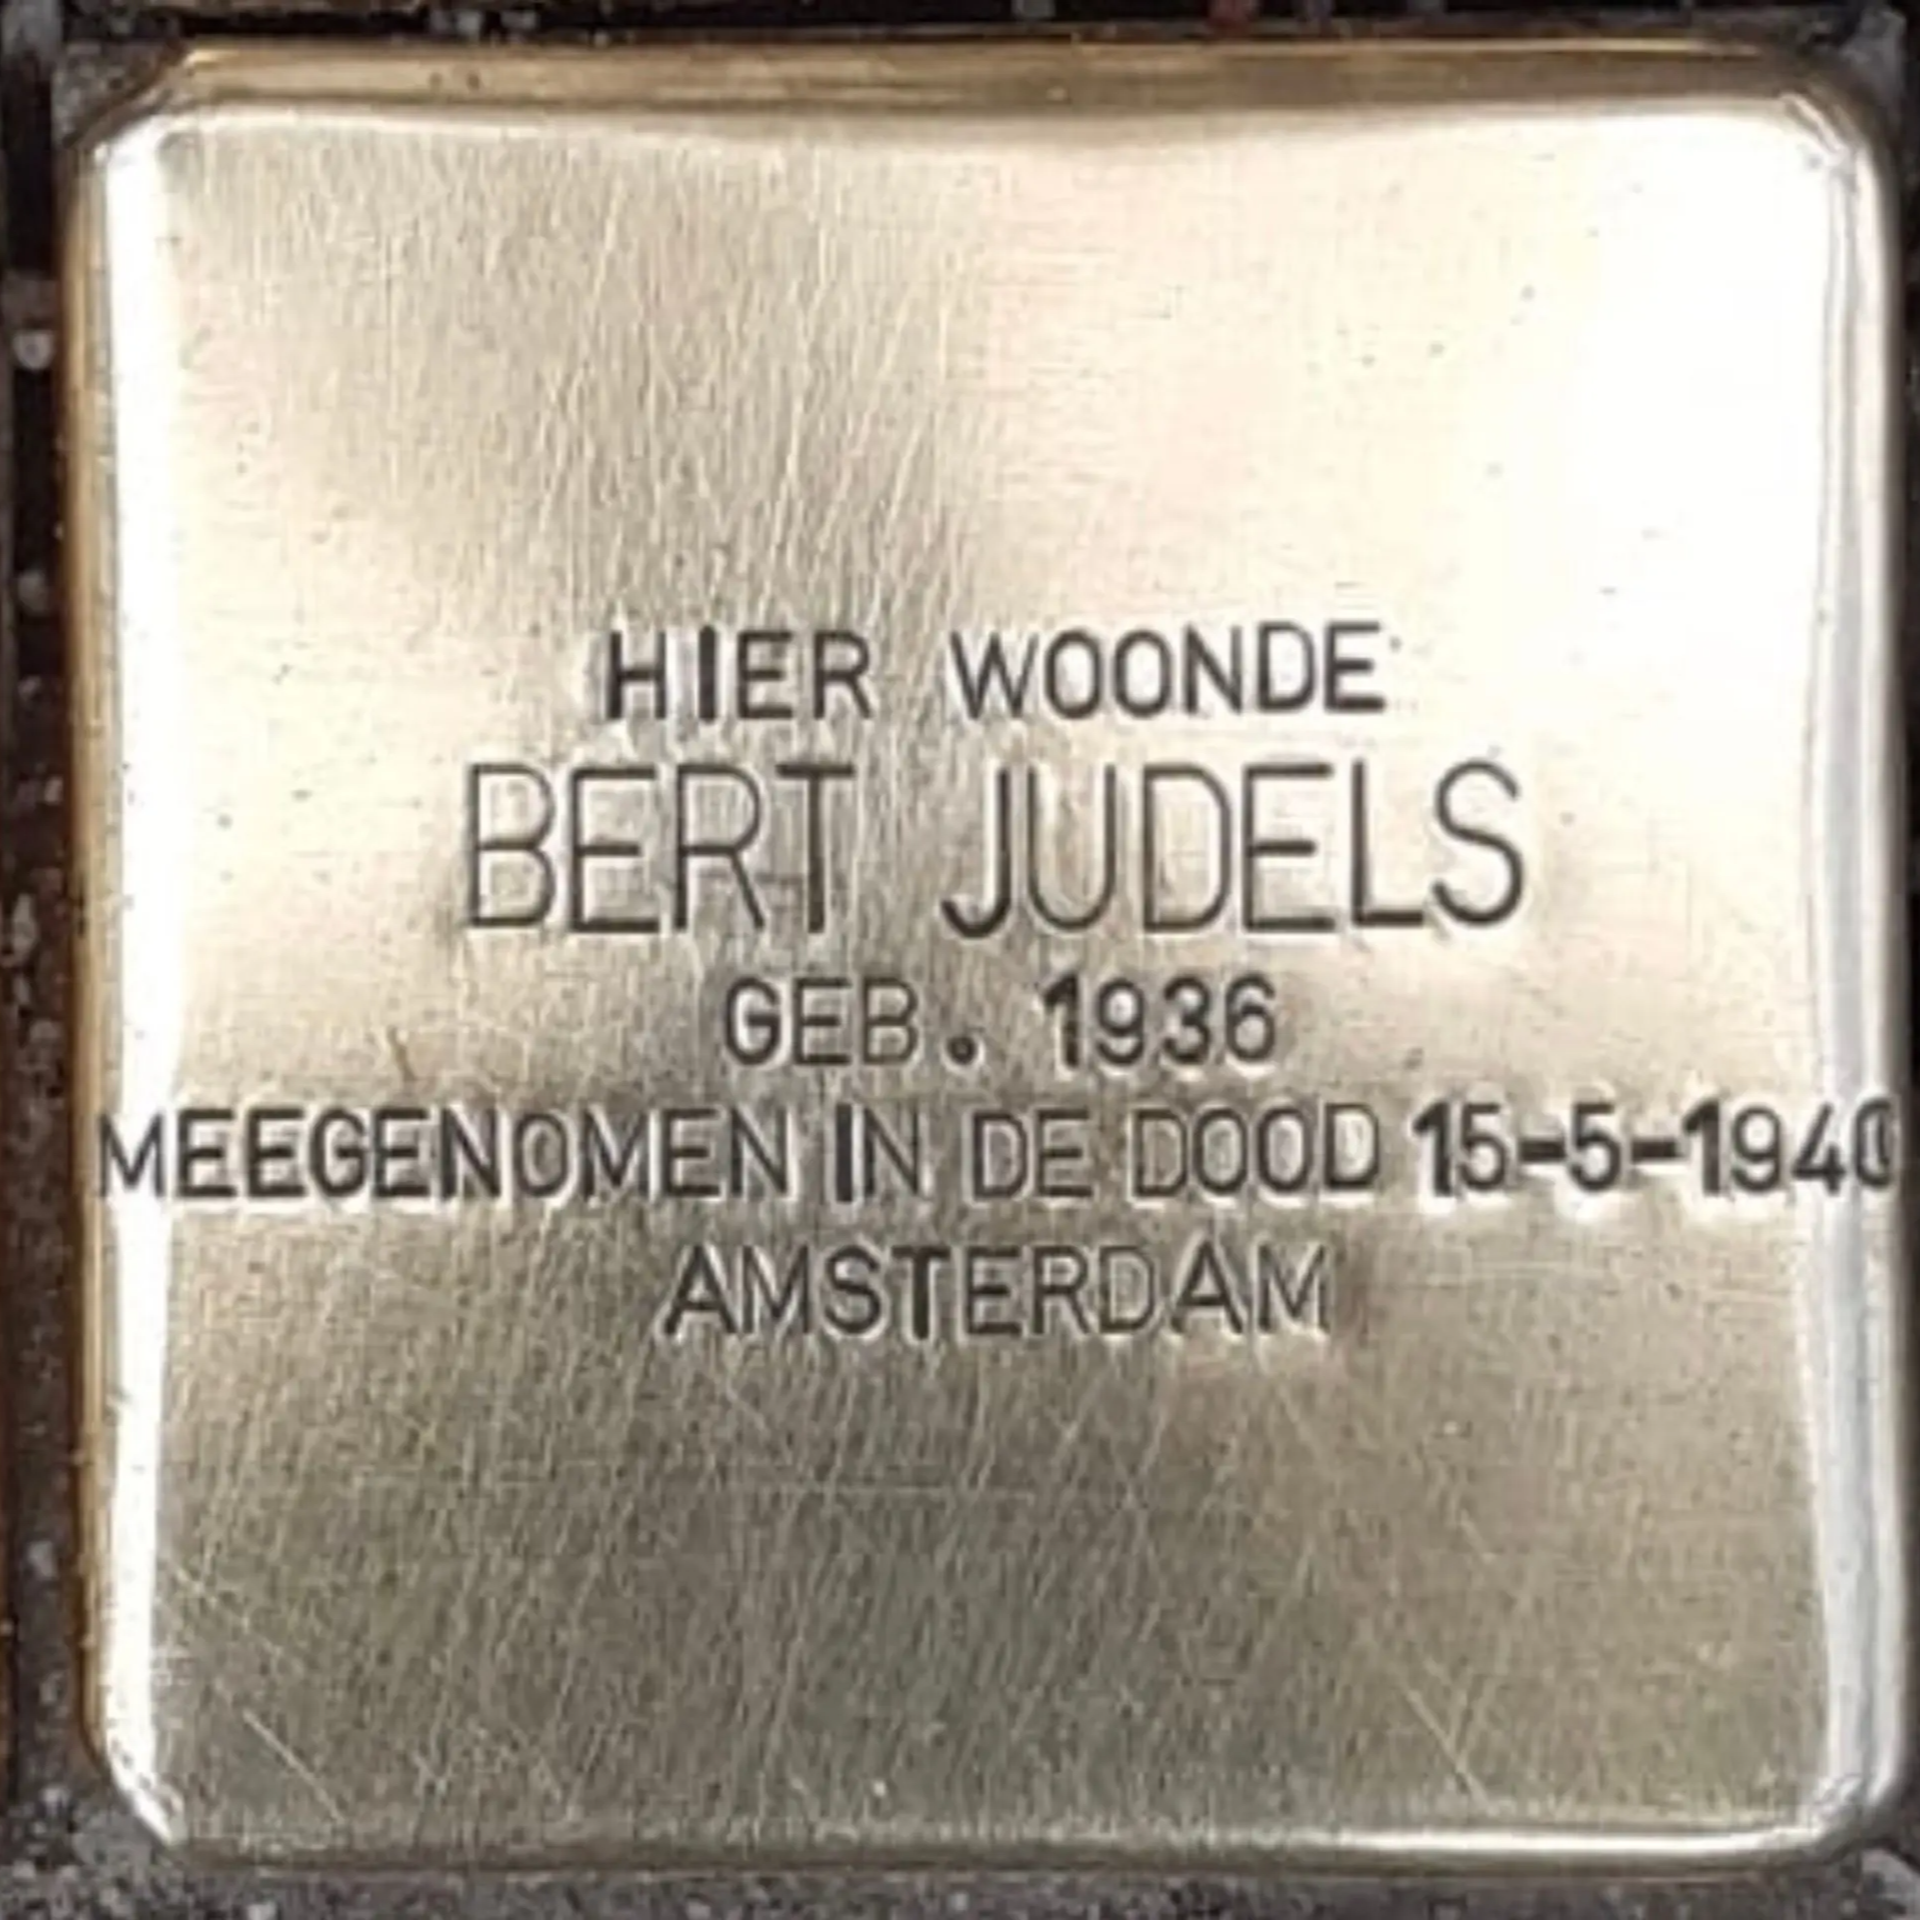 HIER WOONDE
BERT JUDELS
GEB. 1936
MEEGENOMEN IN DE DOOD 15-5-1940
AMSTERDAM